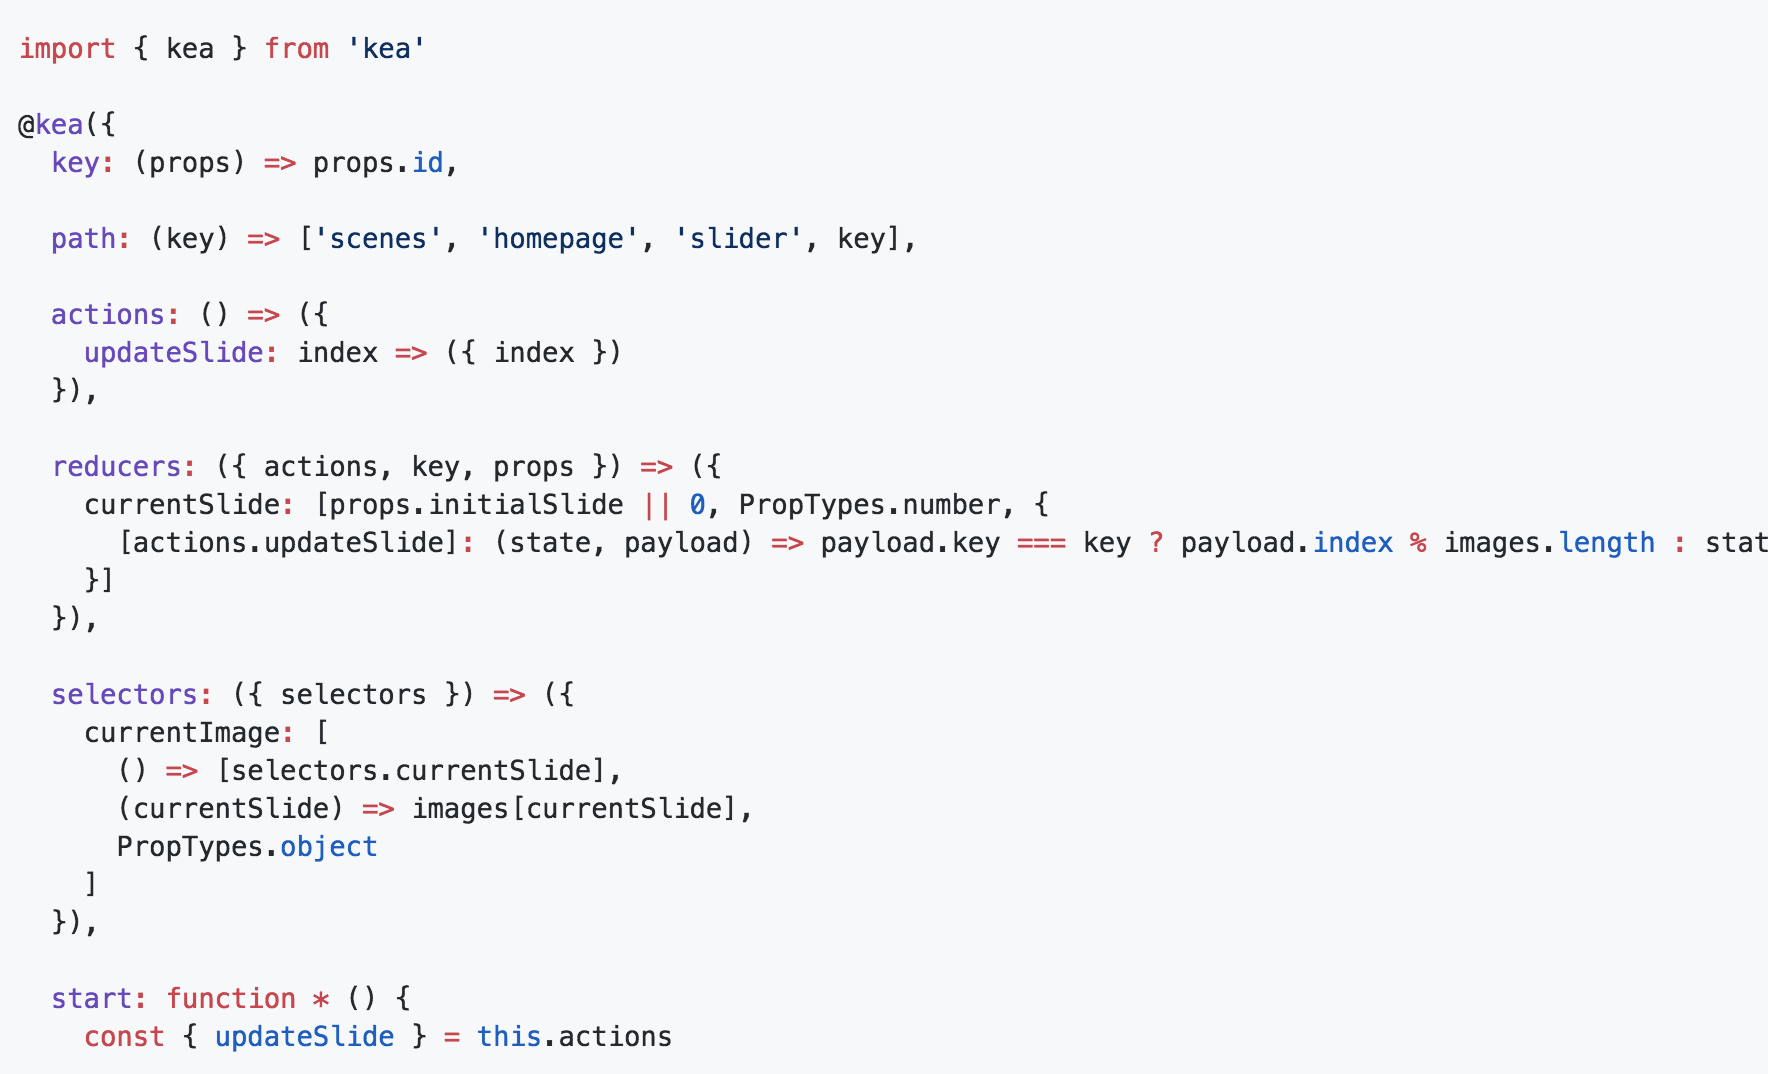 import { kea } from 'kea'

@kea({
  key: (props) => props.id,

  path: (key) => ['scenes', 'homepage', 'slider', key],

  actions: () => ({
    updateSlide: index => ({ index })
  }),

  reducers: ({ actions, key, props }) => ({
    currentSlide: [props.initialSlide || 0, PropTypes.number, {
      [actions.updateSlide]: (state, payload) => payload.key === key ? payload.index % images.length : stat
    }]
  }),

  selectors: ({ selectors }) => ({
    currentImage: [
      () => [selectors.currentSlide],
      (currentSlide) => images[currentSlide],
      PropTypes.object
    ]
  }),

  start: function * () {
    const { updateSlide } = this.actions